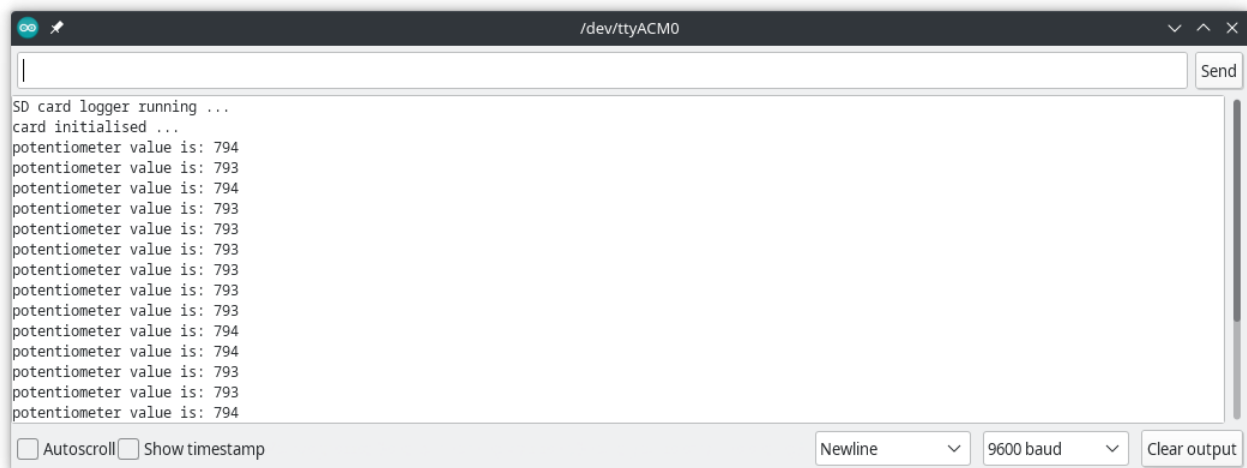 /dev/ttyACM0
Send
SD card logger running ...
card initialised ...
potentiometer value is: 794
potentiometer value is: 793
potentiometer value is: 794
potentiometer value is: 793
potentiometer value is: 793
potentiometer value is: 793
potentiometer value is: 793
potentiometer value is: 793
potentiometer value is: 793
potentiometer value is: 794
potentiometer value is: 794
potentiometer value is: 793
potentiometer value is: 793
potentiometer value is: 794
Autoscroll Show timestamp Newline 9600 baud Clear output